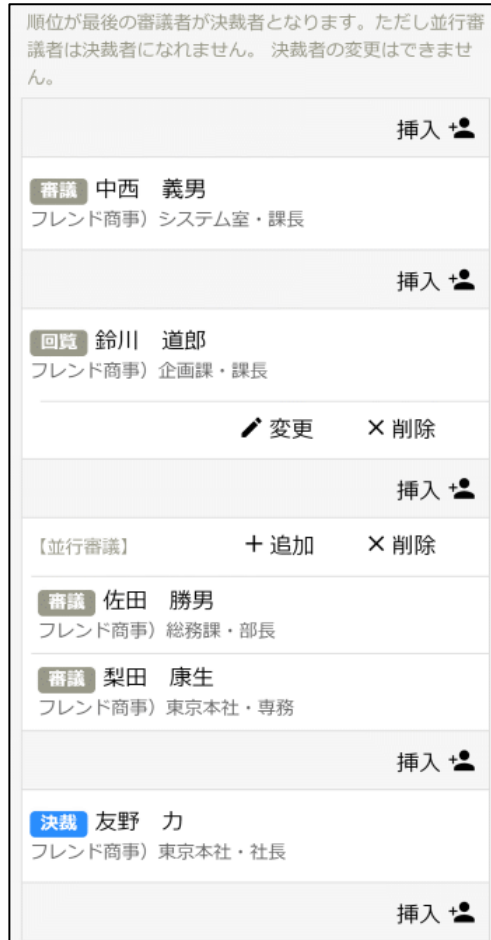 順位が最後の審議者が決裁者となります。ただし並行審
議者は決裁者になれません。 決裁者の変更はできませ
ん。
挿入
審議 中西　義男
フレンド商事）システム室・課長
挿入
回覧 鈴川　道郎
フレンド商事）企画課・課長
変更 ×削除
挿入
【並行審議】 +追加 ×削除
審議 佐田　勝男
フレンド商事）総務課・部長
審議 梨田　康生
フレンド商事）東京本社・専務
挿入
決裁 友野　力
フレンド商事）東京本社・社長
挿入